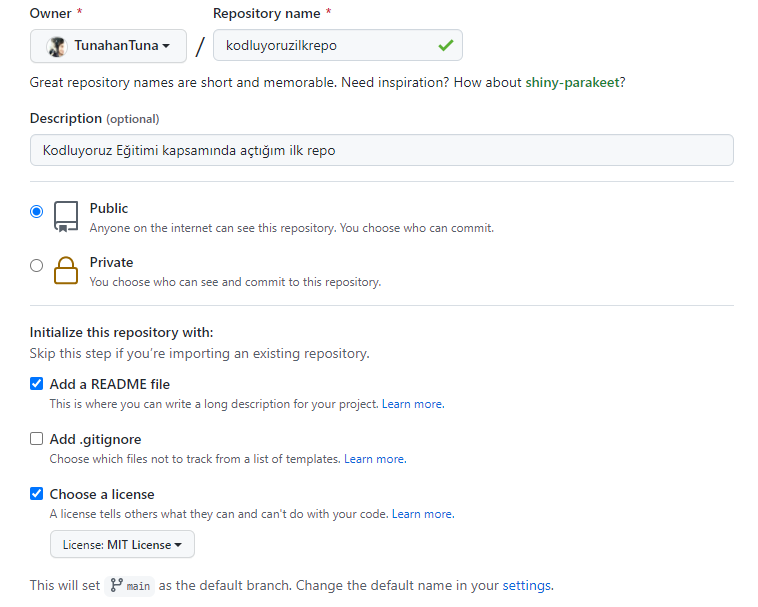 Owner *
Repository name *
TunahanTuna / kodluyoruzilkrepo
Great repository names are short and memorable. Need inspiration? How about shiny-parakeet?
Description (optional)
Kodluyoruz Eğitimi kapsamında açtığım ilk repo
Public
Anyone on the internet can see this repository. You choose who can commit.
Private
You choose who can see and commit to this repository.
Initialize this repository with:
Skip this step if you're importing an existing repository.
Add a README file
This is where you can write a long description for your project. Learn more.
Add .gitignore
Choose which files not to track from a list of templates. Learn more.
Choose a license
A license tells others what they can and can't do with your code. Learn more.
License: MIT License
This will set main as the default branch. Change the default name in your settings.